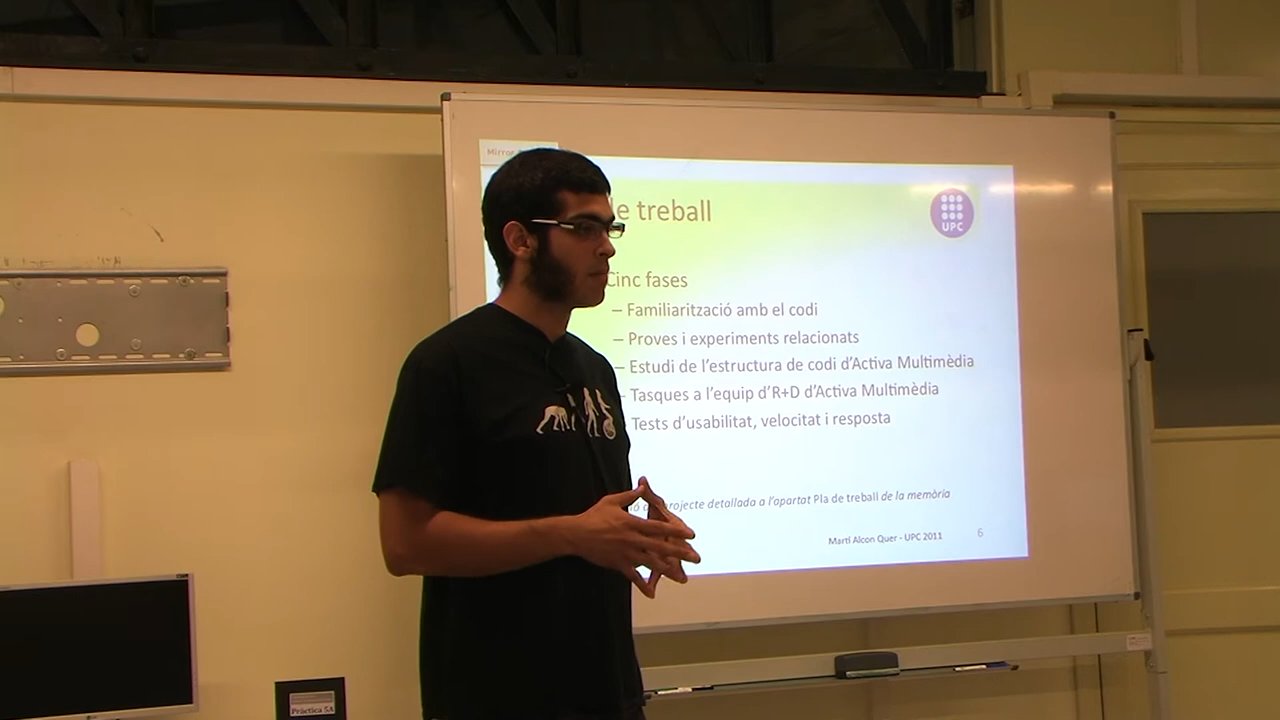 Mirror
e treball
UPC
Cinc fases
– Familiarització amb el codi
– Proves i experiments relacionats
– Estudi de l'estructura de codi d'Activa Multimèdia
– Tasques a l'equip d'R+D d'Activa Multimèdia
Tests d'usabilitat, velocitat i resposta
projecte detallada a l'apartat Pla de treball de la memòria
Martí Alcon Quer - UPC 2011
6
Pràctica 5A